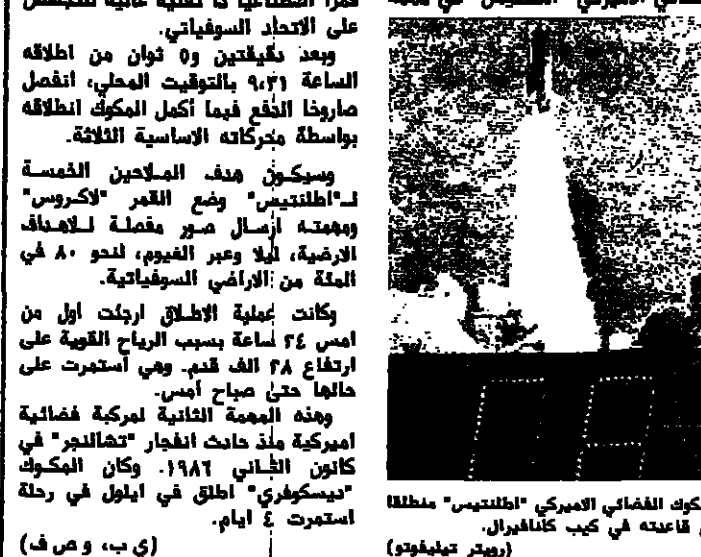 على الاتحاد السوفياتي.
وبعد دقيقتين و٥ ثوان من اطلاقه
الساعة ٩،٣١ بالتوقيت المحلي، انفصل
صاروخا الدفع فيما أكمل المكوك انطلاقه
بواسطة محركاته الاساسية الثلاثة.
وسيكون هدف الملاحين الخمسة
لـ"اطلنتيس" وضع القمر "لاكروس"
ومهمته ارسال صور مفصلة للاهداف
الارضية، ليلا وعبر الغيوم، لنحو ٨٠ في
المئة من الاراضي السوفياتية.
وكانت عملية الاطلاق ارجئت اول من
امس ٢٤ ساعة بسبب الرياح القوية على
ارتفاع ٢٨ الف قدم. وهي استمرت على
حالها حتى صباح أمس.
وهذه المهمة الثانية لمركبة فضائية
اميركية منذ حادث انفجار "تشالنجر" في
كانون الثاني ١٩٨٦. وكان المكوك
"ديسكوفري" اطلق في ايلول في رحلة
استمرت ٤ ايام.
(ي ب، و ص ف)
كوك الفضائي الاميركي "اطلنتيس" منطلقا
قاعدته في كيب كانافيرال.
(رويتر تيليفوتو)